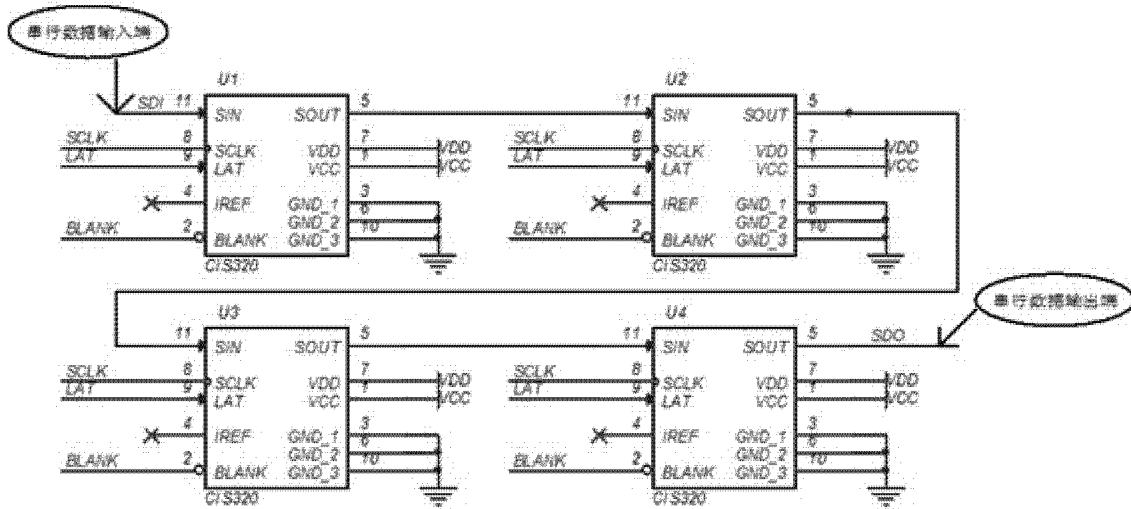 串行数据输入端
U1
U2
SDI 11 SIN SOUT 5
11 SIN SOUT 5
SCLK 8 SCLK VDD 7 VDD
SCLK 8 SCLK VDD 7 VDD
LAT 9 LAT VCC 1 VCC
LAT 9 LAT VCC 1 VCC
4 IREF GND_1 3
4 IREF GND_1 3
GND_2 6
GND_2 6
BLANK 2 BLANK GND_3 10
BLANK 2 BLANK GND_3 10
CIS320
CIS320
串行数据输出端
U3
U4
11 SIN SOUT 5
11 SIN SOUT 5 SDO
SCLK 8 SCLK VDD 7 VDD
SCLK 8 SCLK VDD 7 VDD
LAT 9 LAT VCC 1 VCC
LAT 9 LAT VCC 1 VCC
4 IREF GND_1 3
4 IREF GND_1 3
GND_2 6
GND_2 6
BLANK 2 BLANK GND_3 10
BLANK 2 BLANK GND_3 10
CIS320
CIS320